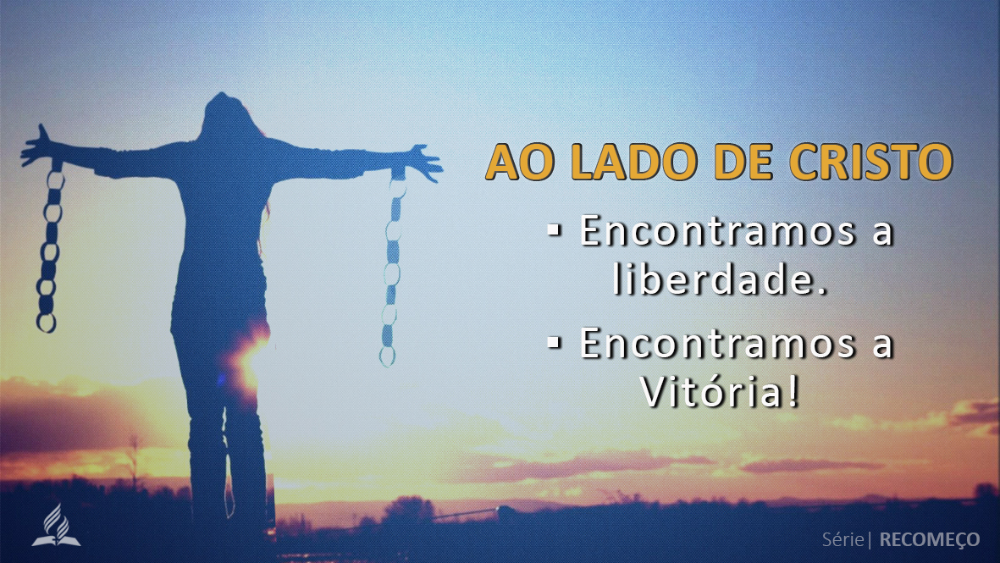 AO LADO DE CRISTO
▪ Encontramos a
liberdade.
▪ Encontramos a
Vitória!
Série| RECOMEÇO